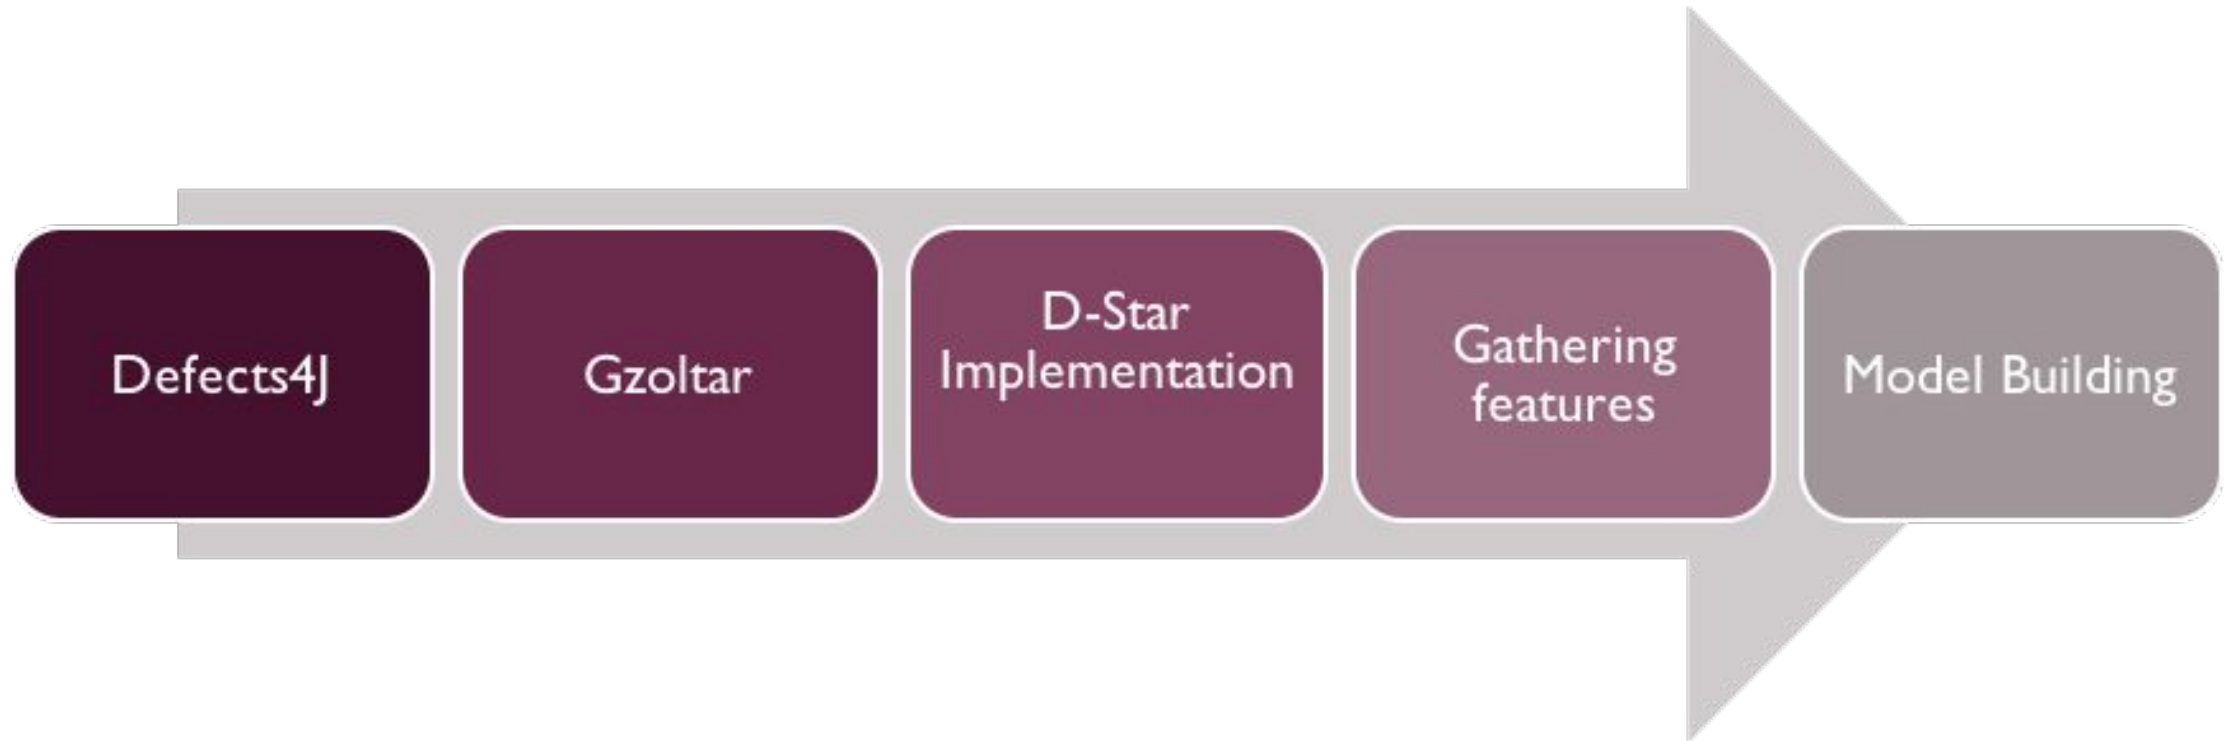 Defects4J
Gzoltar
D-Star
Implementation
Gathering
features
Model Building